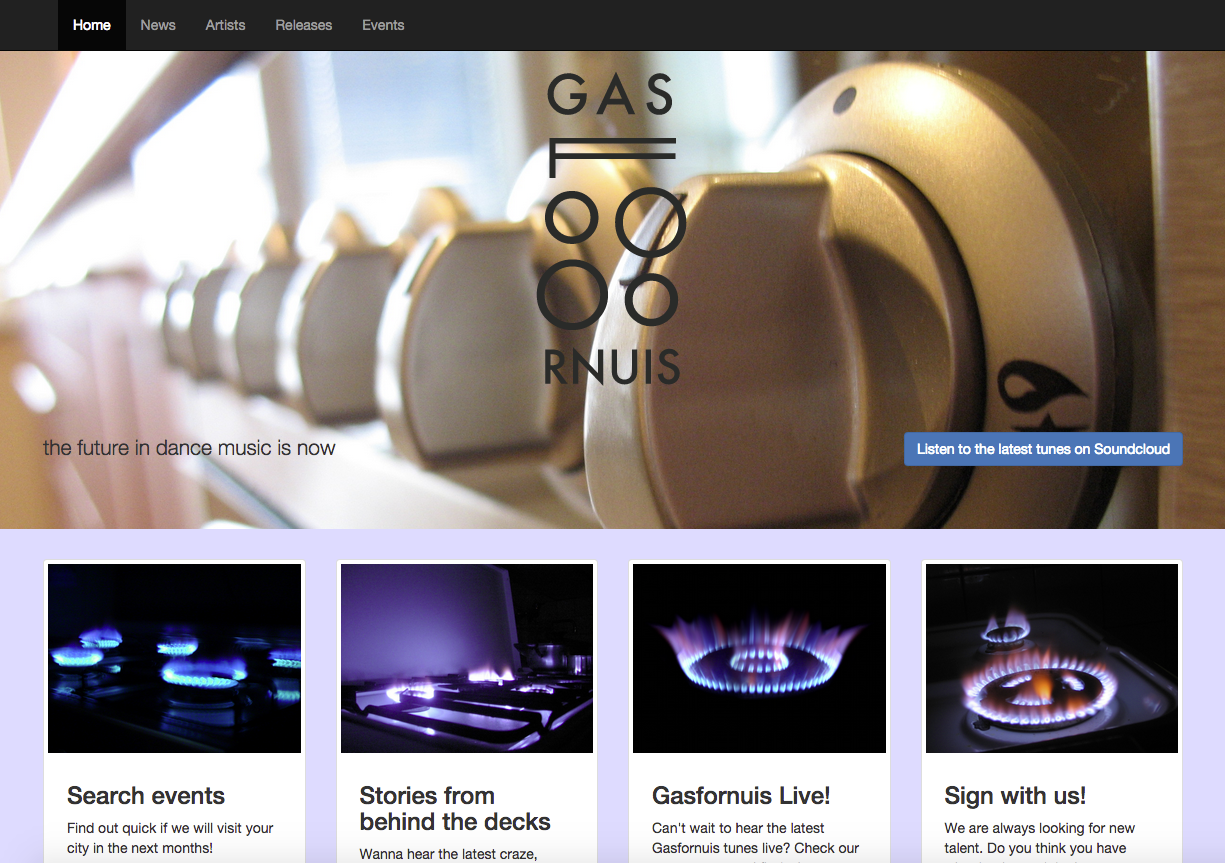 Home News Artists Releases Events
GAS
F
RNUIS
the future in dance music is now
Listen to the latest tunes on Soundcloud
Search events
Find out quick if we will visit your
city in the next months!
Stories from
behind the decks
Wanna hear the latest craze,
Gasfornuis Live!
Can't wait to hear the latest
Gasfornuis tunes live? Check our
Sign with us!
We are always looking for new
talent. Do you think you have